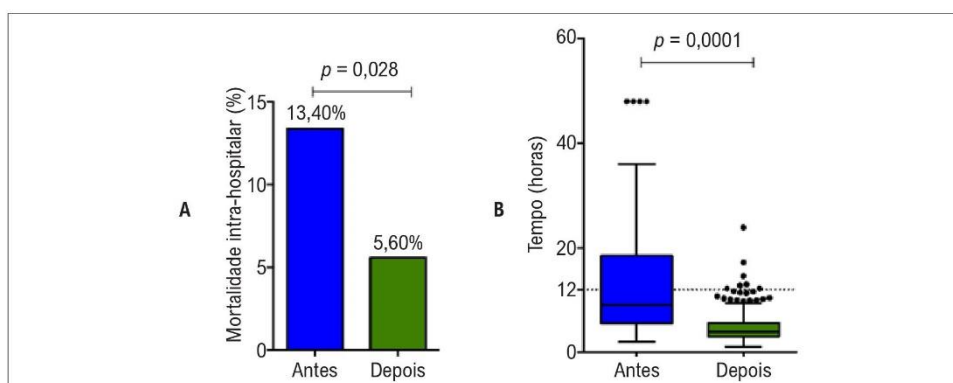 A
Mortalidade intra-hospitalar (%)
p = 0,028
15
10
5
0
13,40%
5,60%
Antes
Depois
B
Tempo (horas)
p = 0,0001
60
40
20
12
0
Antes
Depois